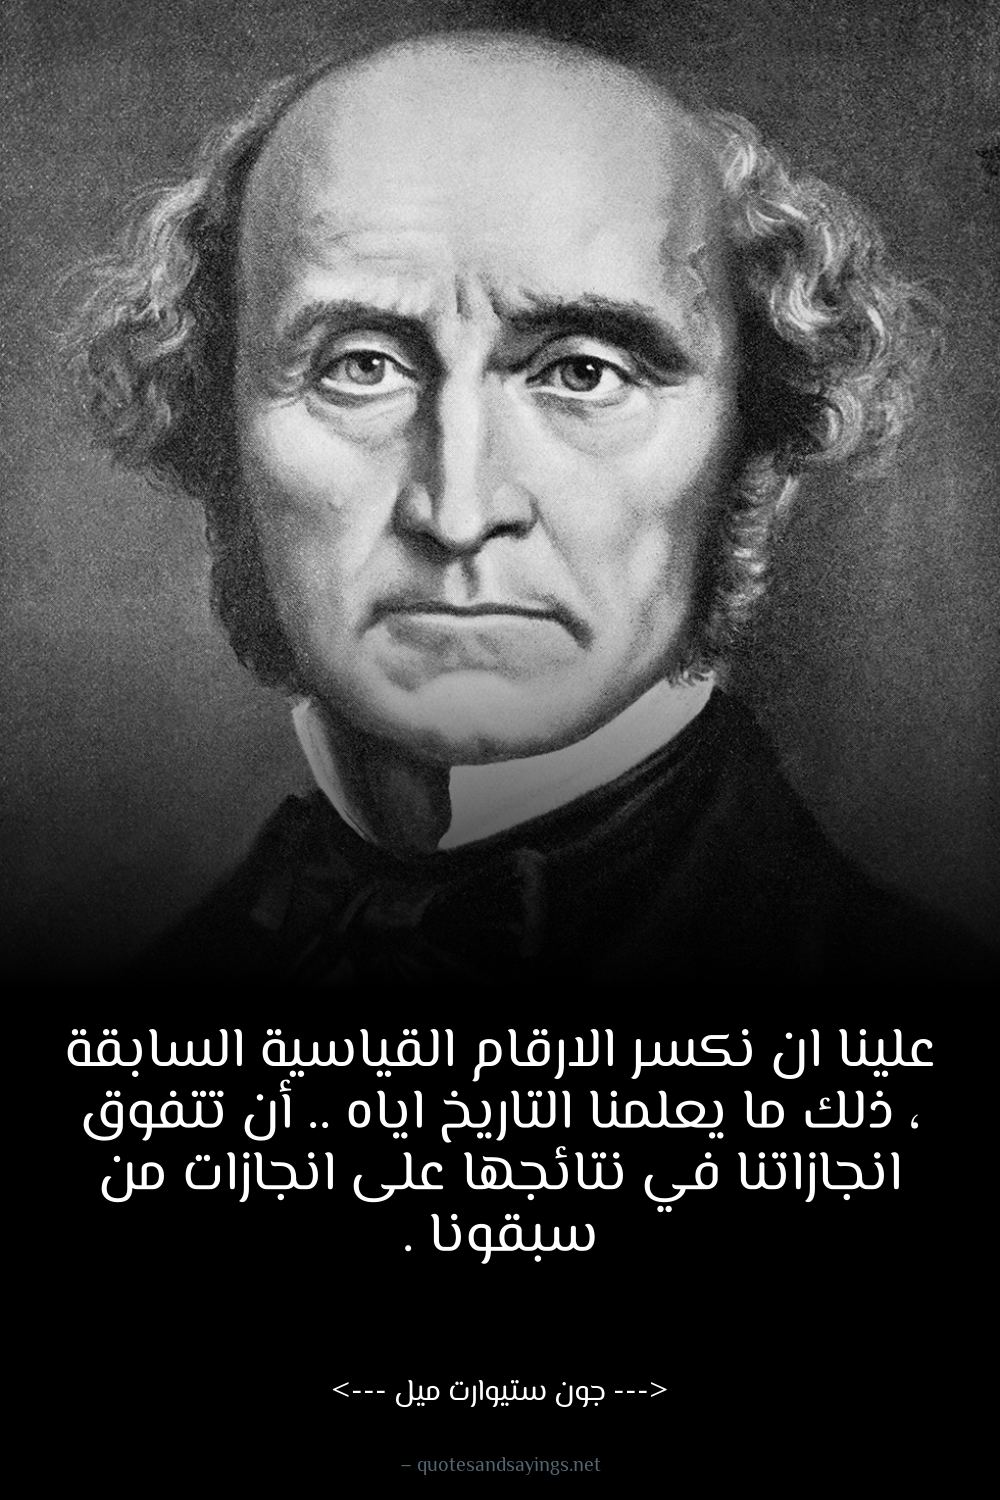 علينا ان نكسر الارقام القياسية السابقة
، ذلك ما يعلمنا التاريخ اياه .. أن تتفوق
انجازاتنا في نتائجها على انجازات من
سبقونا .
<--- جون ستيوارت ميل --->
– quotesandsayings.net